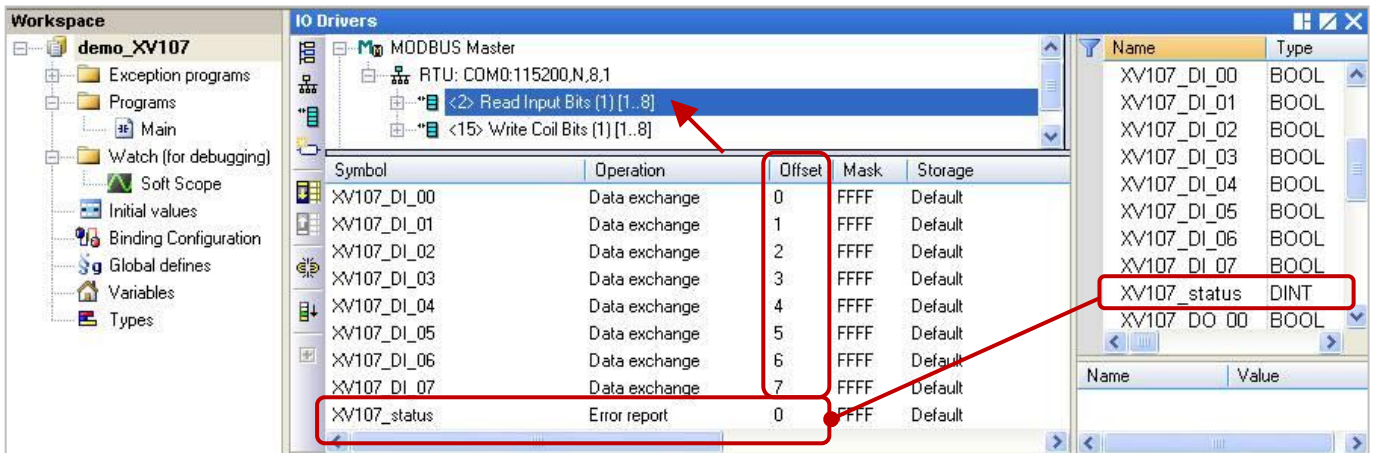 Workspace
demo_XV107
Exception programs
Programs
Main
Watch (for debugging)
Soft Scope
Initial values
Binding Configuration
Global defines
Variables
Types
IO Drivers
MODBUS Master
RTU: COM0:115200,N,8,1
<2> Read Input Bits (1) [1..8]
<15> Write Coil Bits (1) [1..8]
Symbol Operation Offset Mask Storage
XV107_DI_00 Data exchange 0 FFFF Default
XV107_DI_01 Data exchange 1 FFFF Default
XV107_DI_02 Data exchange 2 FFFF Default
XV107_DI_03 Data exchange 3 FFFF Default
XV107_DI_04 Data exchange 4 FFFF Default
XV107_DI_05 Data exchange 5 FFFF Default
XV107_DI_06 Data exchange 6 FFFF Default
XV107_DI_07 Data exchange 7 FFFF Default
XV107_status Error report 0 FFFF Default
Name Type
XV107_DI_00 BOOL
XV107_DI_01 BOOL
XV107_DI_02 BOOL
XV107_DI_03 BOOL
XV107_DI_04 BOOL
XV107_DI_05 BOOL
XV107_DI_06 BOOL
XV107_DI_07 BOOL
XV107_status DINT
XV107_DO_00 BOOL
Name Value